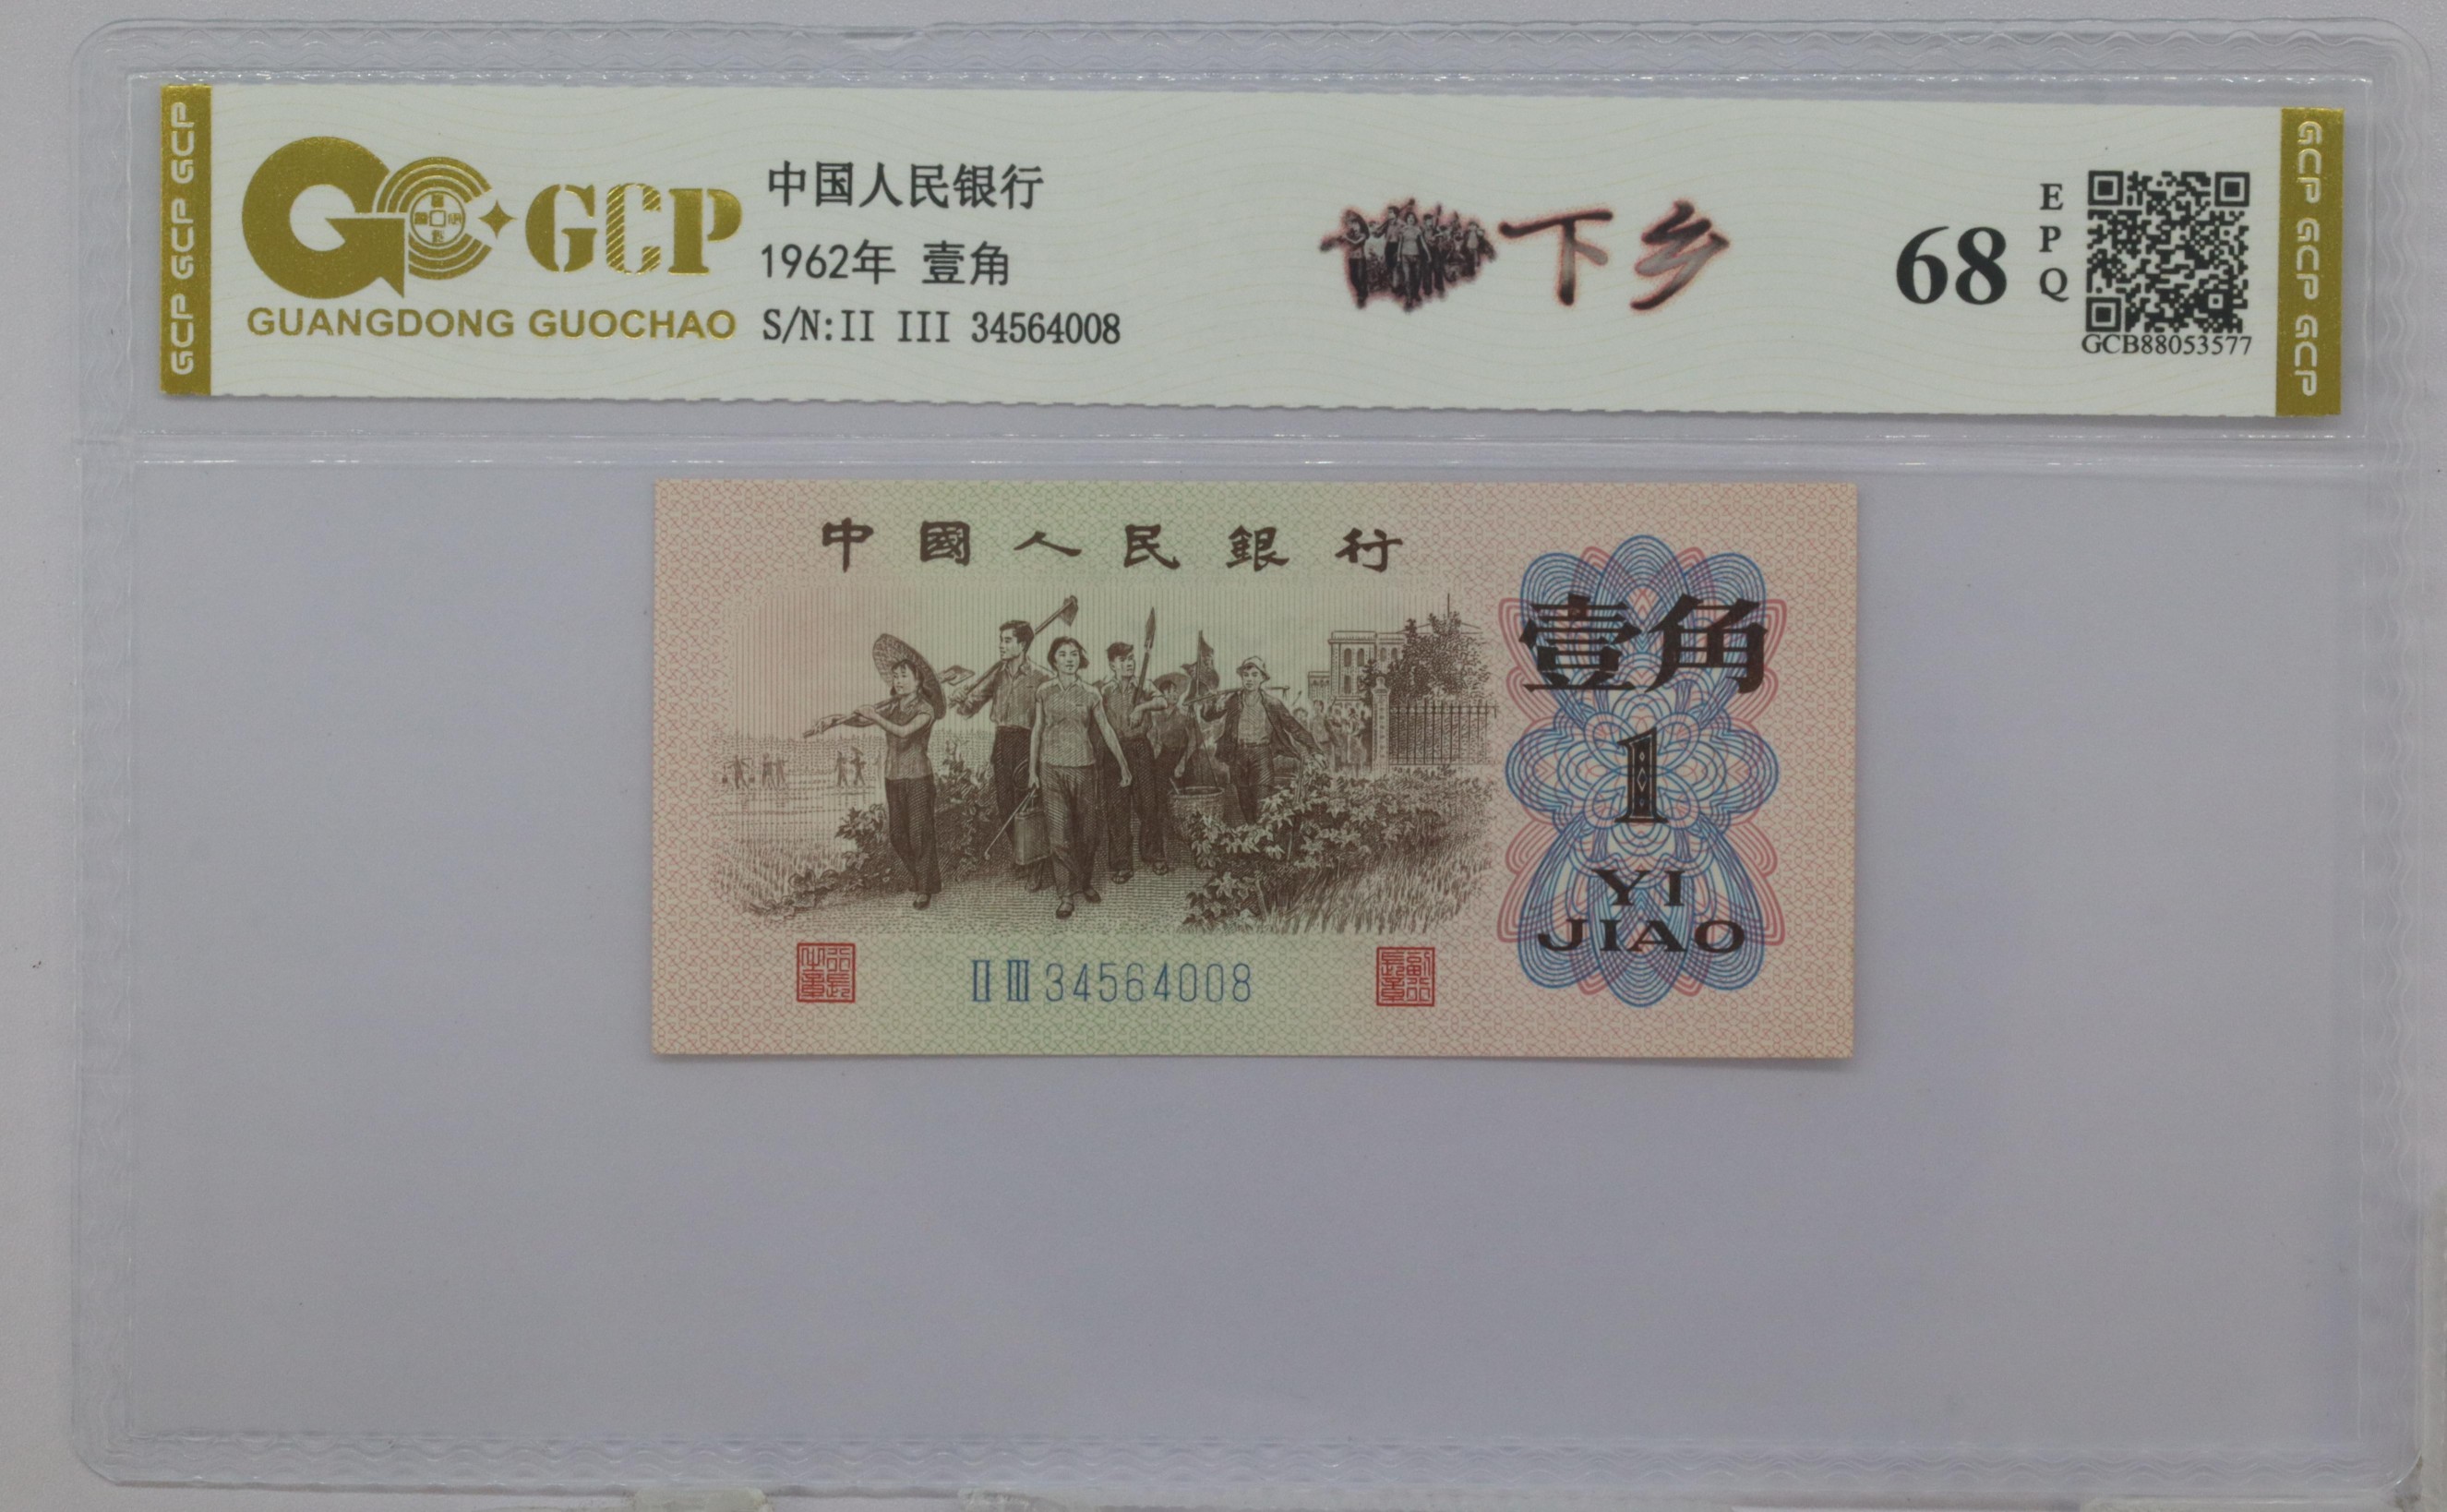 GCP GCP GCP
GCP
GUANGDONG GUOCHAO
中国人民银行
1962年 壹角
S/N:II III 34564008
下乡
68
EPQ
GCB88053577
GCP GCP GCP
中國人民銀行
壹角
1
YI
JIAO
II III 34564008